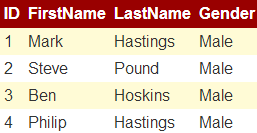 ID FirstName LastName Gender
1 Mark Hastings Male
2 Steve Pound Male
3 Ben Hoskins Male
4 Philip Hastings Male